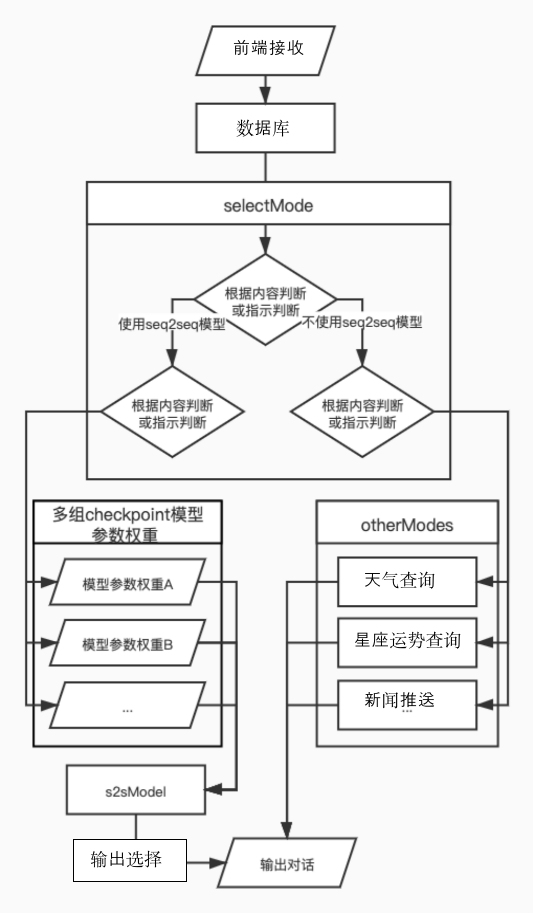 前端接收
数据库
selectMode
根据内容判断
或指示判断
使用seq2seq模型
不使用seq2seq模型
根据内容判断
或指示判断
根据内容判断
或指示判断
多组checkpoint模型
参数权重
模型参数权重A
模型参数权重B
...
otherModes
天气查询
星座运势查询
新闻推送
...
s2sModel
输出选择
输出对话